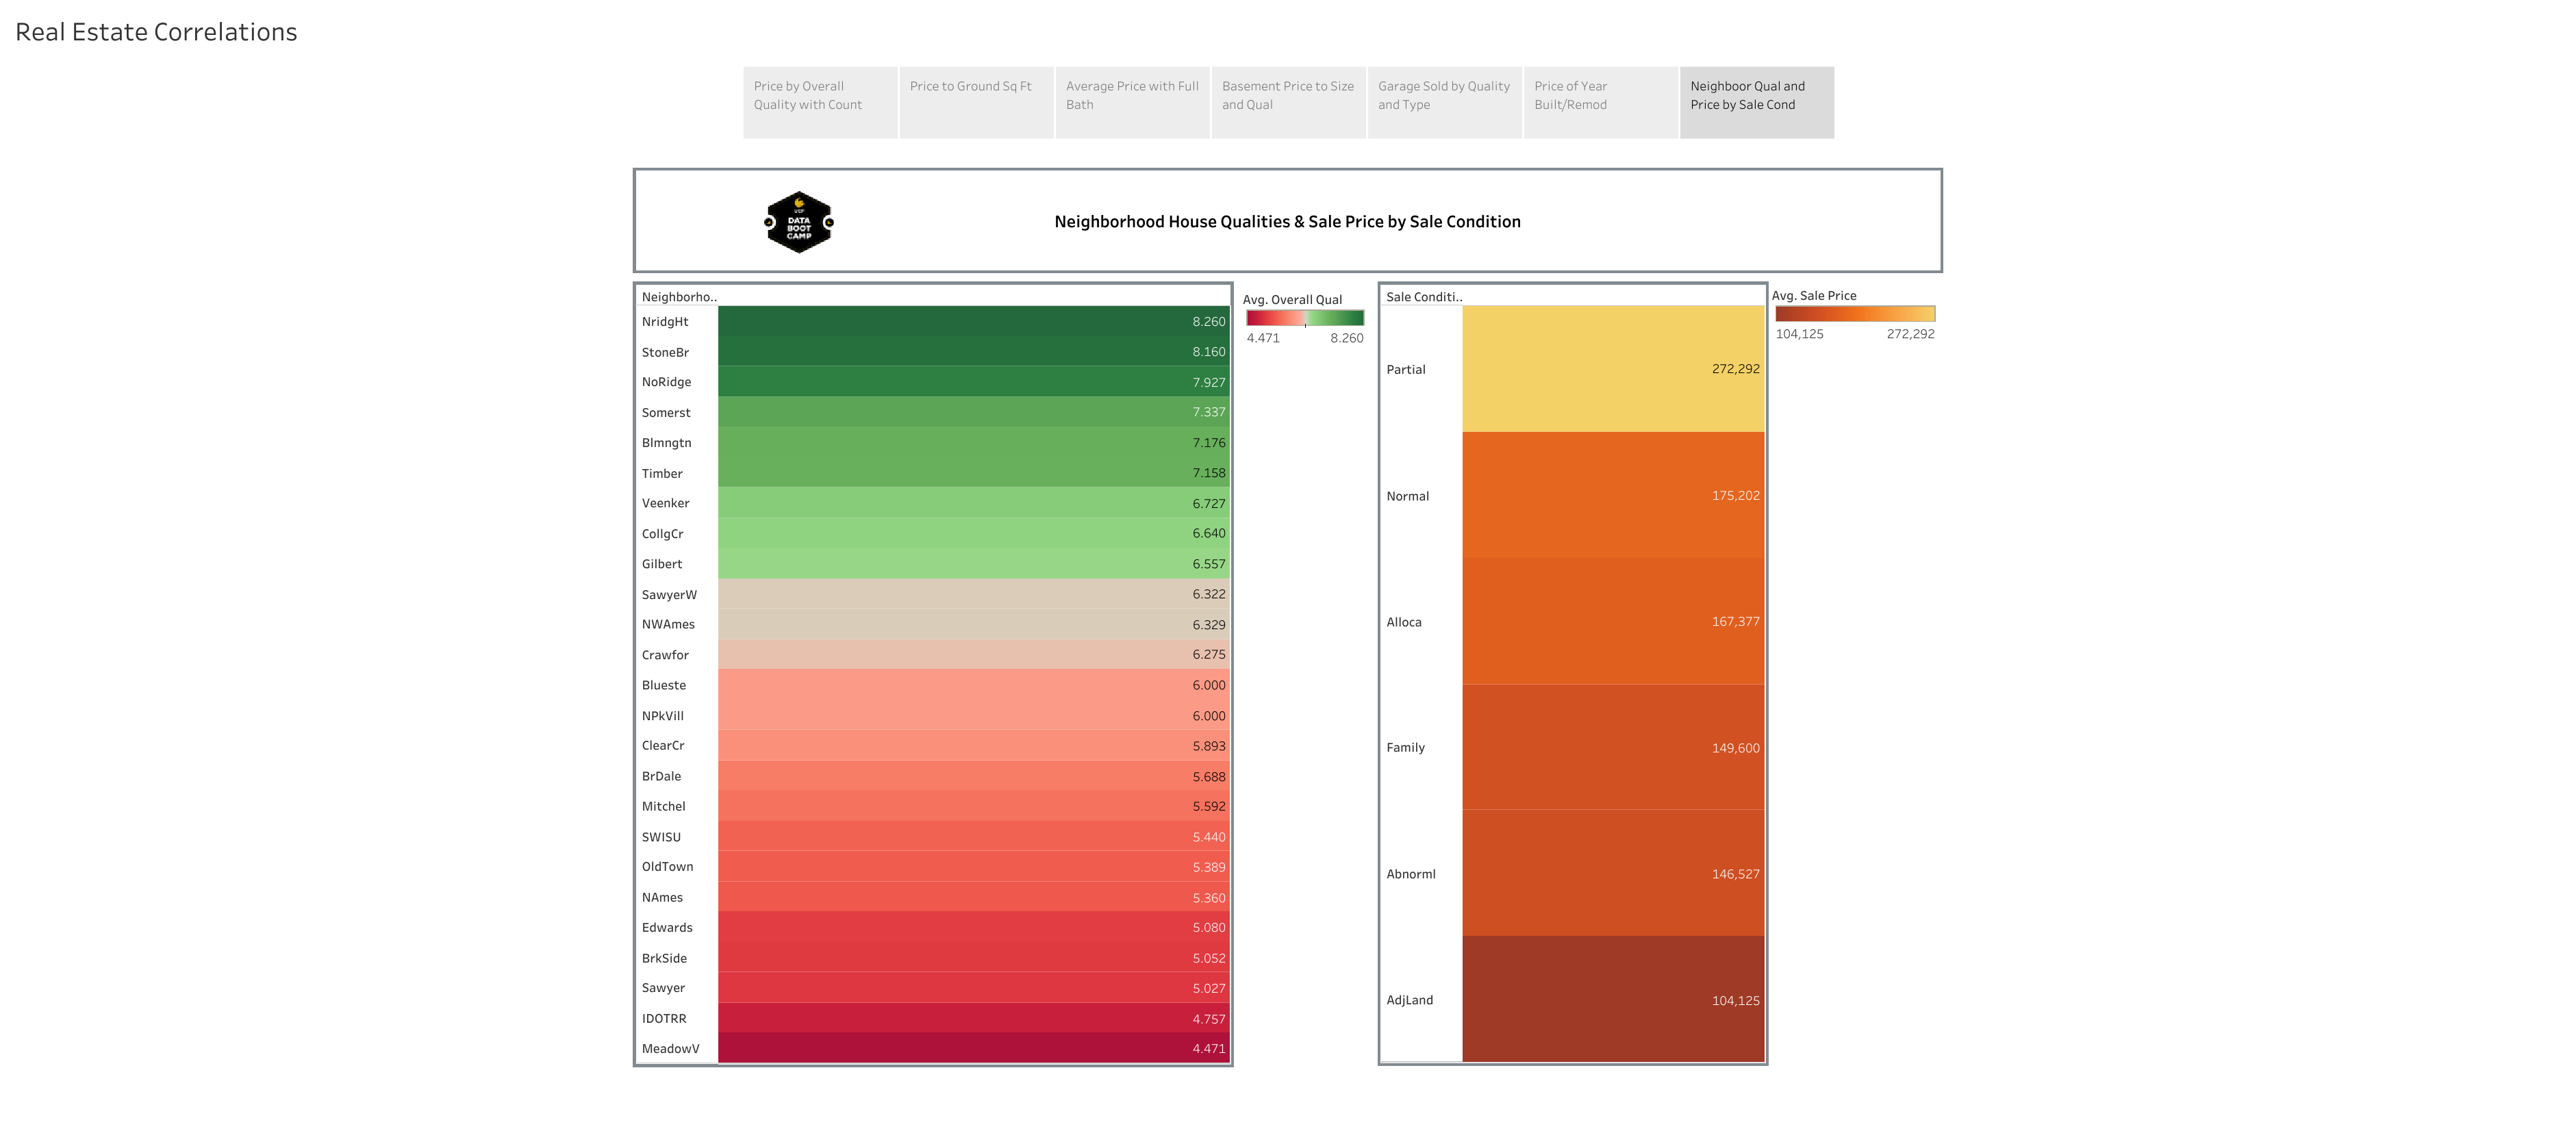 Real Estate Correlations
Price by Overall
Quality with Count
Price to Ground Sq Ft
Average Price with Full
Bath
Basement Price to Size
and Qual
Garage Sold by Quality
and Type
Price of Year
Built/Remod
Neighboor Qual and
Price by Sale Cond
UCF
DATA
BOOT
CAMP
Neighborhood House Qualities & Sale Price by Sale Condition
Neighborho..
NridgHt 8.260
StoneBr 8.160
NoRidge 7.927
Somerst 7.337
Blmngtn 7.176
Timber 7.158
Veenker 6.727
CollgCr 6.640
Gilbert 6.557
SawyerW 6.322
NWAmes 6.329
Crawfor 6.275
Blueste 6.000
NPkVill 6.000
ClearCr 5.893
BrDale 5.688
Mitchel 5.592
SWISU 5.440
OldTown 5.389
NAmes 5.360
Edwards 5.080
BrkSide 5.052
Sawyer 5.027
IDOTRR 4.757
MeadowV 4.471
Avg. Overall Qual
4.471 8.260
Sale Conditi..
Partial 272,292
Normal 175,202
Alloca 167,377
Family 149,600
Abnorml 146,527
AdjLand 104,125
Avg. Sale Price
104,125 272,292